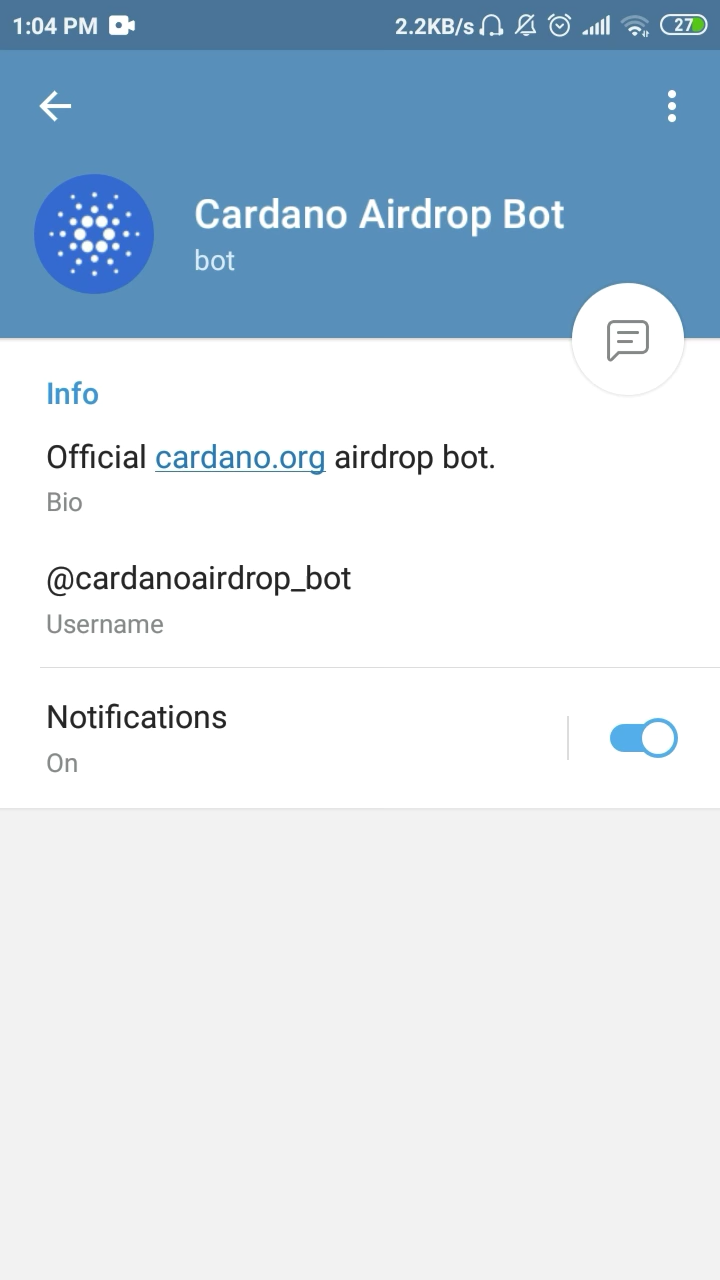 1:04 PM 2.2KB/s 27
Cardano Airdrop Bot
bot
Info
Official cardano.org airdrop bot.
Bio
@cardanoairdrop_bot
Username
Notifications
On